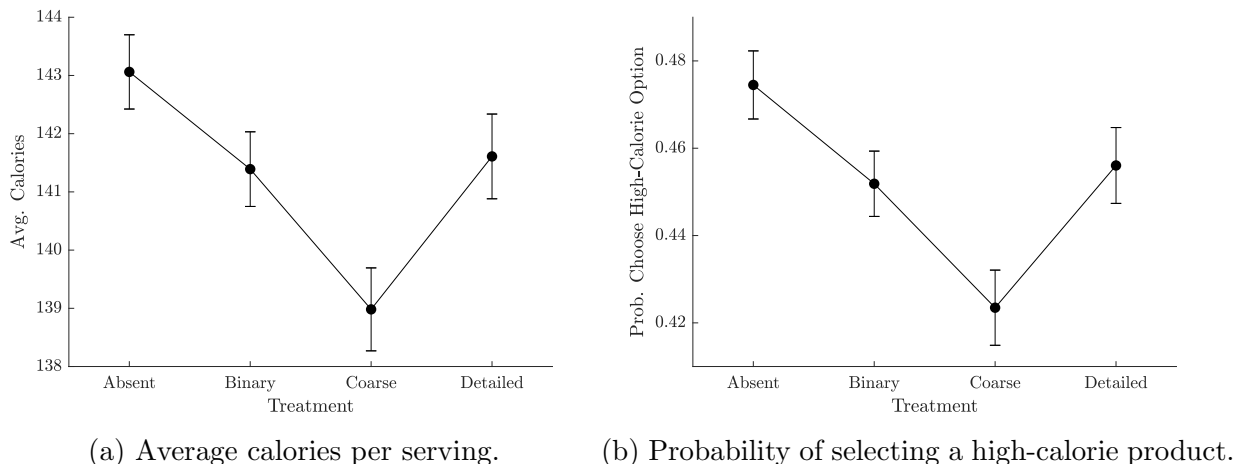 144
143
142
141
140
139
138
Avg. Calories
Absent Binary Coarse Detailed
Treatment
(a) Average calories per serving.
0.48
0.46
0.44
0.42
Prob. Choose High-Calorie Option
Absent Binary Coarse Detailed
Treatment
(b) Probability of selecting a high-calorie product.